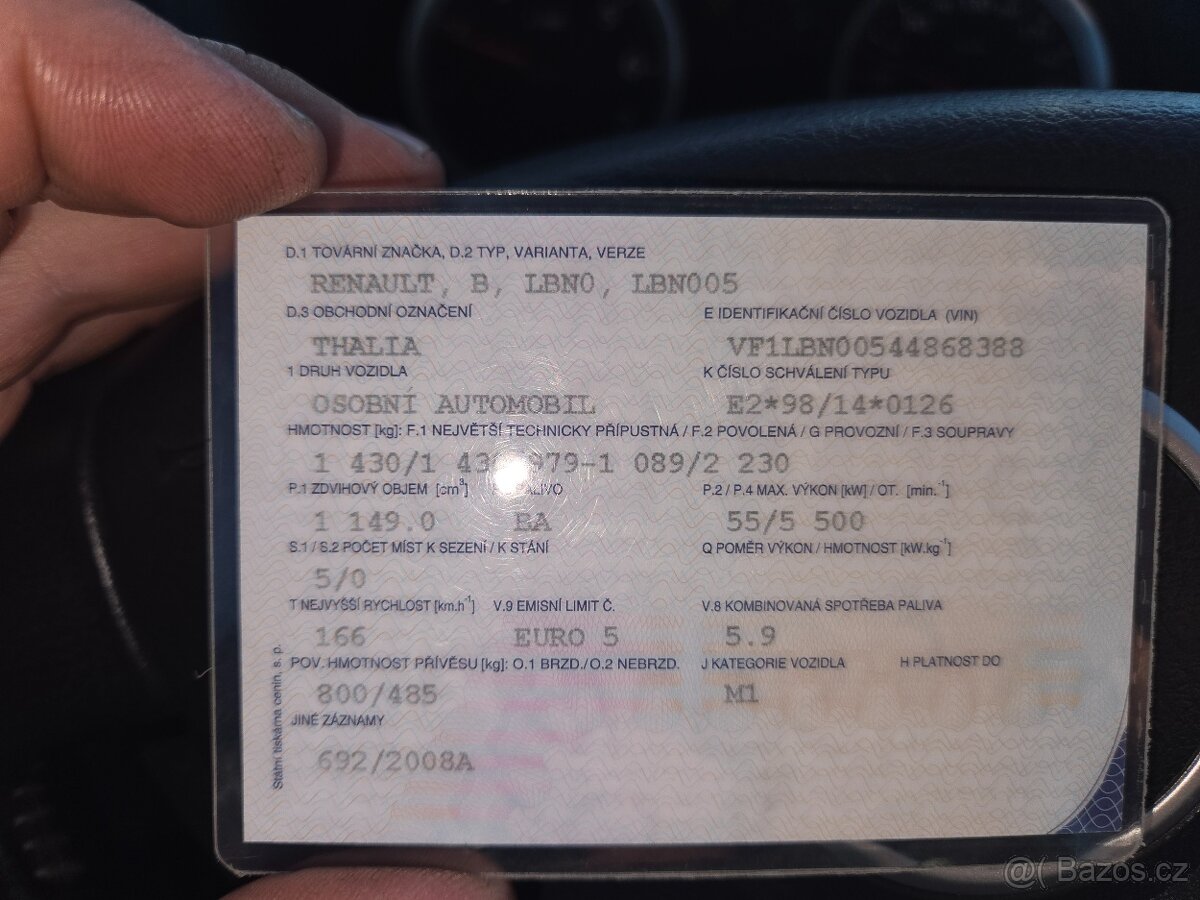 D.1 TOVÁRNÍ ZNAČKA, D.2 TYP, VARIANTA, VERZE
RENAULT, B, LBN0, LBN005
D.3 OBCHODNÍ OZNAČENÍ E IDENTIFIKAČNÍ ČÍSLO VOZIDLA (VIN)
THALIA VF1LBN00544868388
1 DRUH VOZIDLA K ČÍSLO SCHVÁLENÍ TYPU
OSOBNÍ AUTOMOBIL E2*98/14*0126
HMOTNOST [kg]: F.1 NEJVĚTŠÍ TECHNICKY PŘÍPUSTNÁ / F.2 POVOLENÁ / G PROVOZNÍ / F.3 SOUPRAVY
1 430/1 43 979-1 089/2 230
P.1 ZDVIHOVÝ OBJEM [cm³] P.2 / P.4 MAX. VÝKON [kW] / OT. [min.⁻¹]
1 149.0 BA 55/5 500
S.1 / S.2 POČET MÍST K SEZENÍ / K STÁNÍ Q POMĚR VÝKON / HMOTNOST [kW.kg⁻¹]
5/0
T NEJVYŠŠÍ RYCHLOST [km.h⁻¹] V.9 EMISNÍ LIMIT Č. V.8 KOMBINOVANÁ SPOTŘEBA PALIVA
166 EURO 5 5.9
POV. HMOTNOST PŘÍVĚSU [kg]: O.1 BRZD./O.2 NEBRZD. J KATEGORIE VOZIDLA H PLATNOST DO
800/485 M1
JINÉ ZÁZNAMY
692/2008A
Státní tiskárna cenin, s. p.
@( Bazos.cz